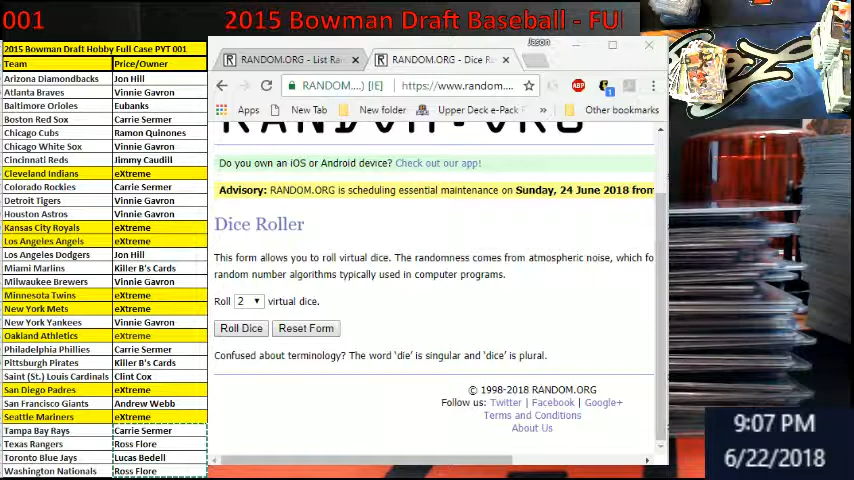 001
2015 Bowman Draft Baseball - FU
2015 Bowman Draft Hobby Full Case PYT 001
Team Price/Owner
Arizona Diamondbacks Jon Hill
Atlanta Braves Vinnie Gavron
Baltimore Orioles Eubanks
Boston Red Sox Carrie Sermer
Chicago Cubs Ramon Quinones
Chicago White Sox Vinnie Gavron
Cincinnati Reds Jimmy Caudill
Cleveland Indians eXtreme
Colorado Rockies Carrie Sermer
Detroit Tigers Vinnie Gavron
Houston Astros Vinnie Gavron
Kansas City Royals eXtreme
Los Angeles Angels eXtreme
Los Angeles Dodgers Jon Hill
Miami Marlins Killer B's Cards
Milwaukee Brewers Vinnie Gavron
Minnesota Twins eXtreme
New York Mets eXtreme
New York Yankees Vinnie Gavron
Oakland Athletics eXtreme
Philadelphia Phillies Carrie Sermer
Pittsburgh Pirates Killer B's Cards
Saint (St.) Louis Cardinals Clint Cox
San Diego Padres eXtreme
San Francisco Giants Andrew Webb
Seattle Mariners eXtreme
Tampa Bay Rays Carrie Sermer
Texas Rangers Ross Flore
Toronto Blue Jays Lucas Bedell
Washington Nationals Ross Flore
Jason
RANDOM.ORG - List Ra
RANDOM.ORG - Dice R
RANDOM....) [IE] https://www.random.
ABP
Apps New Tab New folder Upper Deck e-Pack » Other bookmarks
RANDOM.ORG
Do you own an iOS or Android device? Check out our app!
Advisory: RANDOM.ORG is scheduling essential maintenance on Sunday, 24 June 2018 from
Dice Roller
This form allows you to roll virtual dice. The randomness comes from atmospheric noise, which fo
random number algorithms typically used in computer programs.
Roll 2 virtual dice.
Roll Dice Reset Form
Confused about terminology? The word 'die' is singular and 'dice' is plural.
© 1998-2018 RANDOM.ORG
Follow us: Twitter | Facebook | Google+
Terms and Conditions
About Us
9:07 PM
6/22/2018